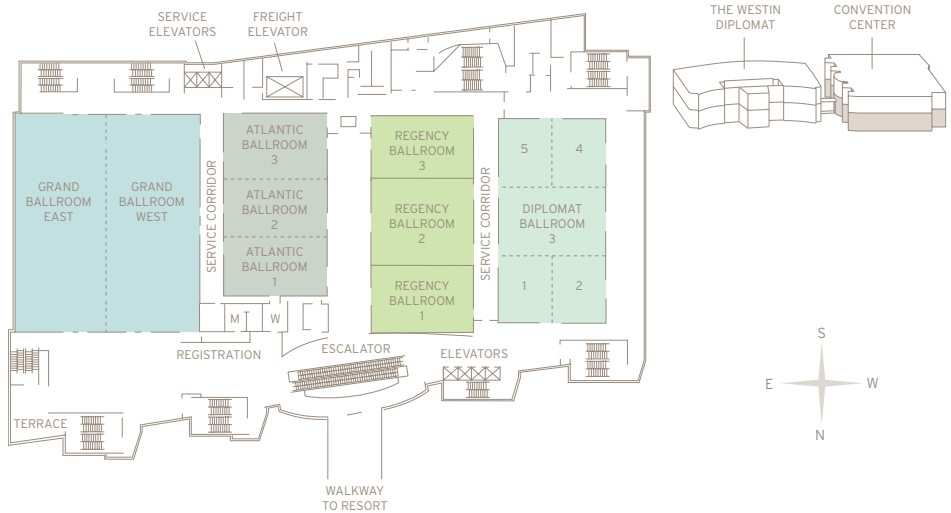 SERVICE
ELEVATORS
FREIGHT
ELEVATOR
THE WESTIN
DIPLOMAT
CONVENTION
CENTER
GRAND
BALLROOM
EAST
GRAND
BALLROOM
WEST
SERVICE CORRIDOR
ATLANTIC
BALLROOM
3
ATLANTIC
BALLROOM
2
ATLANTIC
BALLROOM
1
REGENCY
BALLROOM
3
REGENCY
BALLROOM
2
REGENCY
BALLROOM
1
SERVICE CORRIDOR
5
4
DIPLOMAT
BALLROOM
3
1
2
M
W
REGISTRATION
ESCALATOR
ELEVATORS
TERRACE
WALKWAY
TO RESORT
S
E
W
N